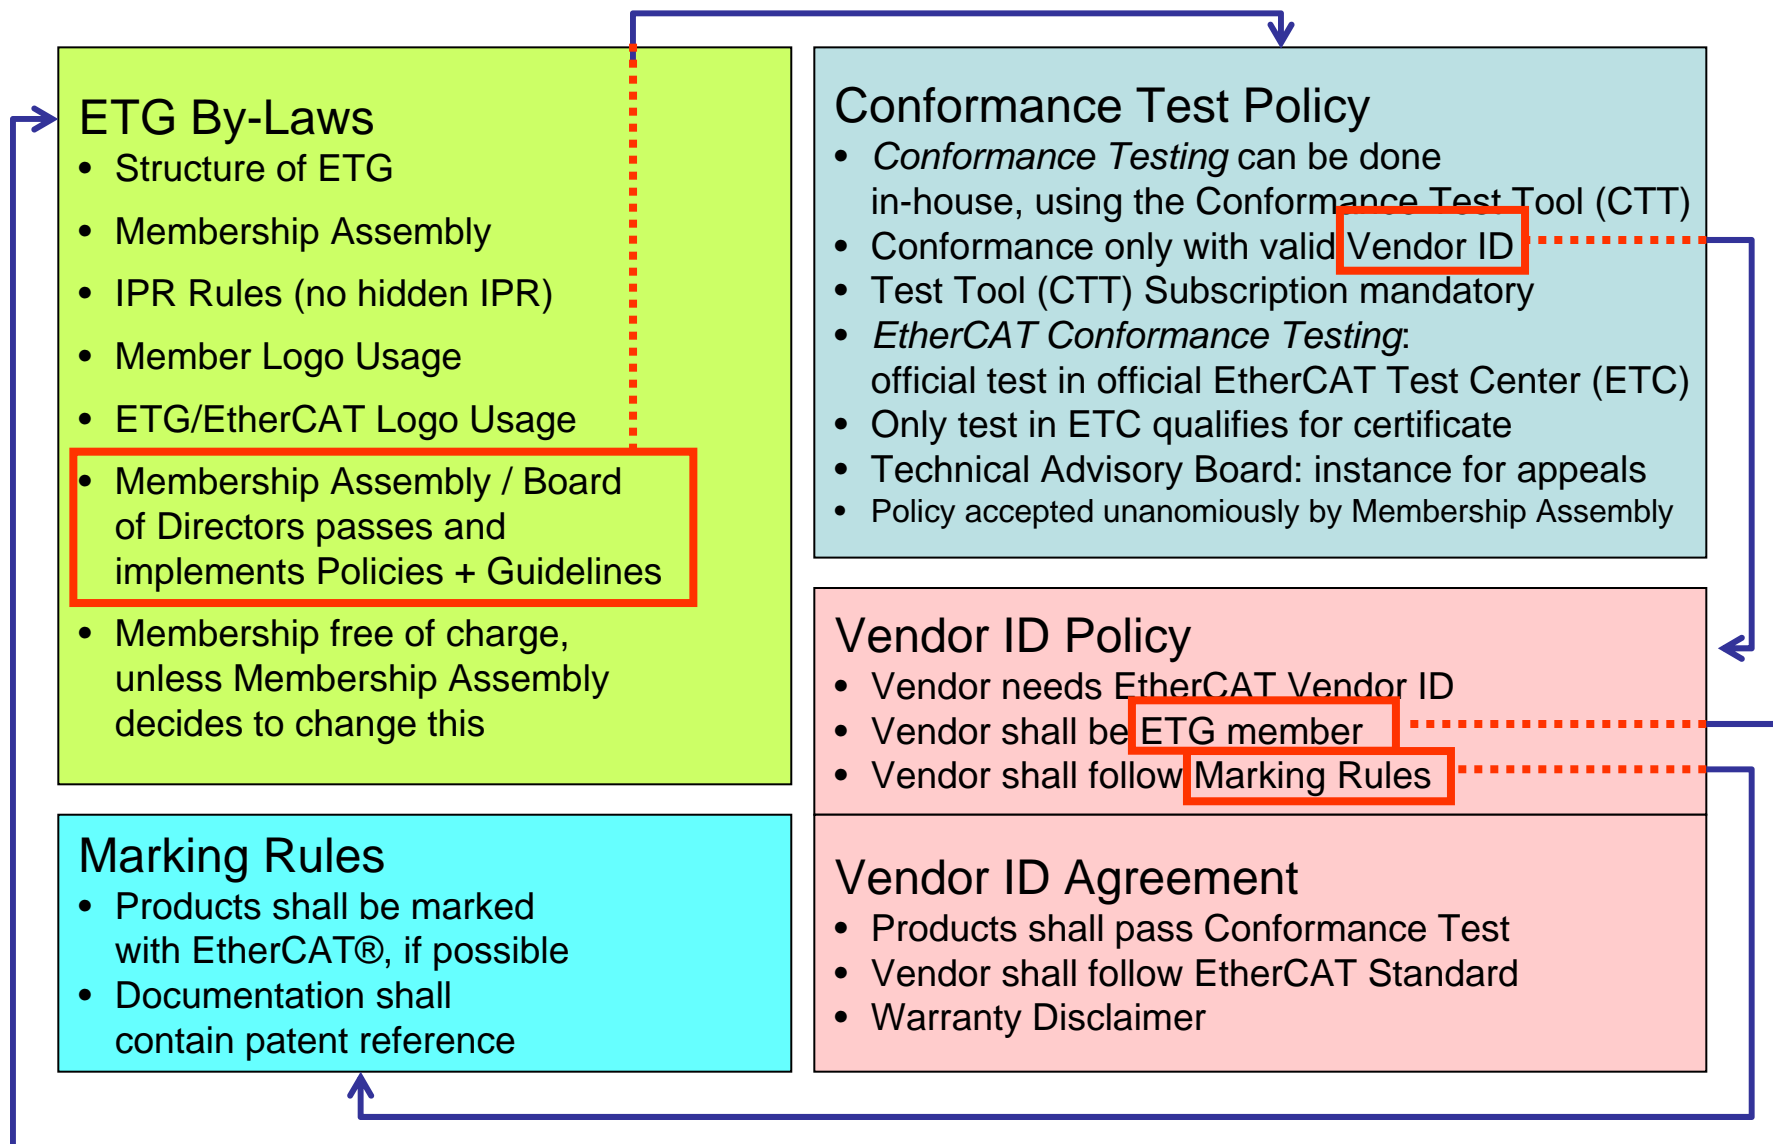 ETG By-Laws
• Structure of ETG
• Membership Assembly
• IPR Rules (no hidden IPR)
• Member Logo Usage
• ETG/EtherCAT Logo Usage
• Membership Assembly / Board
of Directors passes and
implements Policies + Guidelines
• Membership free of charge,
unless Membership Assembly
decides to change this
Marking Rules
• Products shall be marked
with EtherCAT®, if possible
• Documentation shall
contain patent reference
Conformance Test Policy
• Conformance Testing can be done
in-house, using the Conformance Test Tool (CTT)
• Conformance only with valid Vendor ID
• Test Tool (CTT) Subscription mandatory
• EtherCAT Conformance Testing:
official test in official EtherCAT Test Center (ETC)
• Only test in ETC qualifies for certificate
• Technical Advisory Board: instance for appeals
• Policy accepted unanomiously by Membership Assembly
Vendor ID Policy
• Vendor needs EtherCAT Vendor ID
• Vendor shall be ETG member
• Vendor shall follow Marking Rules
Vendor ID Agreement
• Products shall pass Conformance Test
• Vendor shall follow EtherCAT Standard
• Warranty Disclaimer